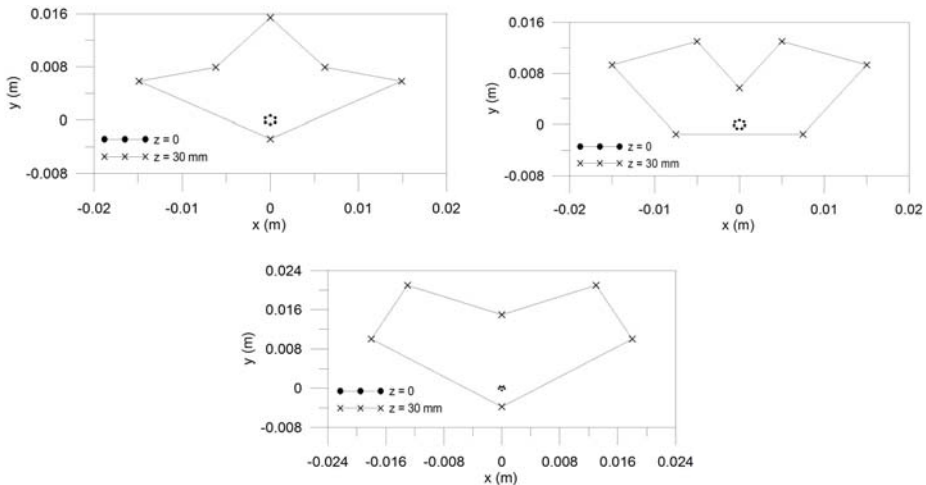 0.016
0.008
0
-0.008
y (m)
z = 0
z = 30 mm
-0.02
-0.01
0
0.01
0.02
x (m)
0.016
0.008
0
-0.008
y (m)
z = 0
z = 30 mm
-0.02
-0.01
0
0.01
0.02
x (m)
0.024
0.016
0.008
0
-0.008
y (m)
z = 0
z = 30 mm
-0.024
-0.016
-0.008
0
0.008
0.016
0.024
x (m)